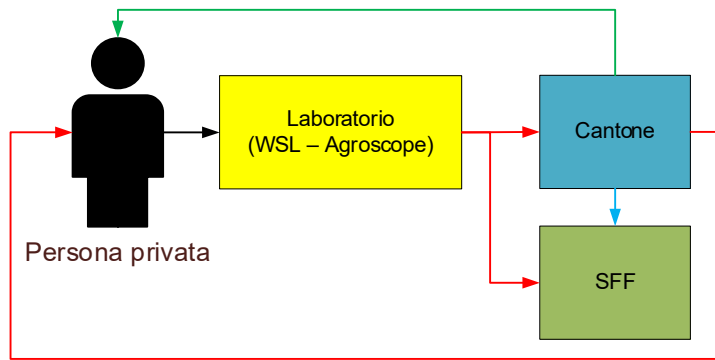 Laboratorio
(WSL – Agroscope)
Cantone
Persona privata
SFF